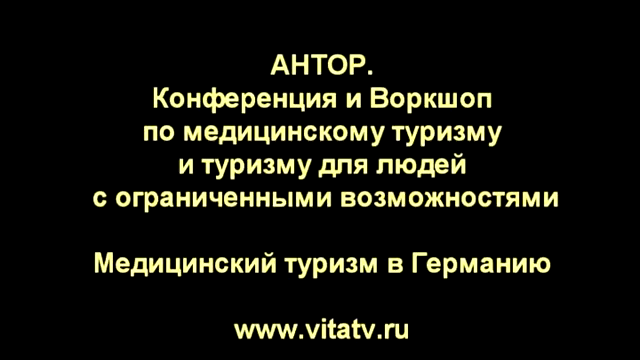 АНТОР.
Конференция и Воркшоп
по медицинскому туризму
и туризму для людей
с ограниченными возможностями
Медицинский туризм в Германию
www.vitatv.ru